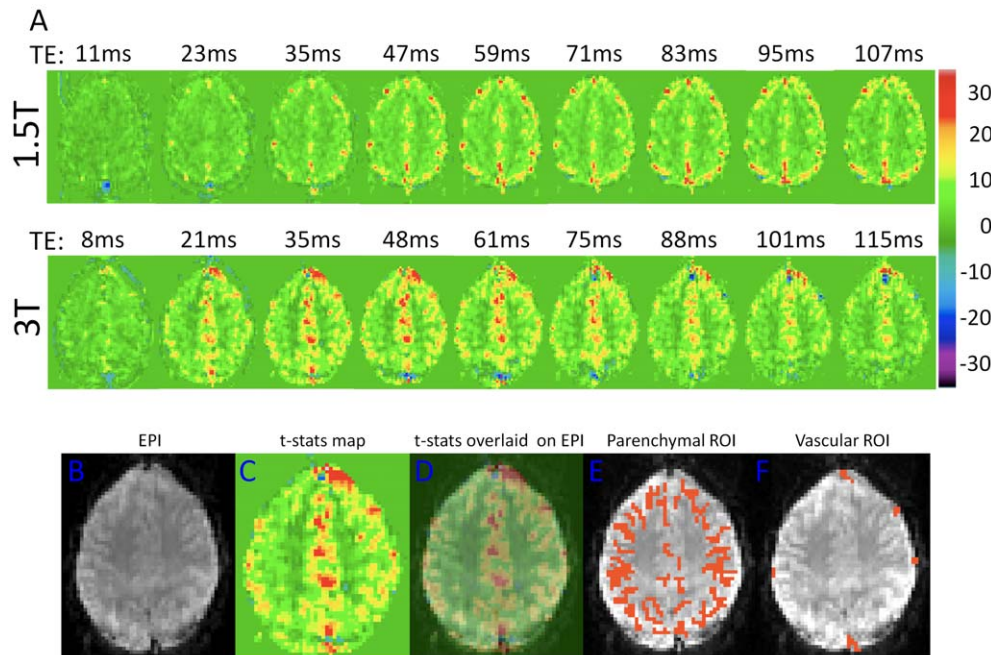 A
TE: 11ms 23ms 35ms 47ms 59ms 71ms 83ms 95ms 107ms
1.5T
30
20
10
0
-10
-20
-30
TE: 8ms 21ms 35ms 48ms 61ms 75ms 88ms 101ms 115ms
3T
EPI t-stats map t-stats overlaid on EPI Parenchymal ROI Vascular ROI
B C D E F